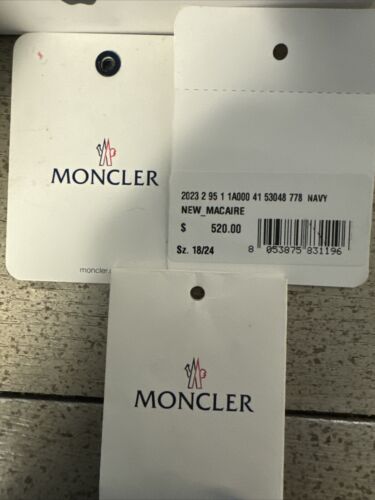 MONCLER
moncler.
2023 2 95 1 1A000 41 53048 778 NAVY
NEW_MACAIRE
$ 520.00
Sz. 18/24
8 053875 831196
MONCLER